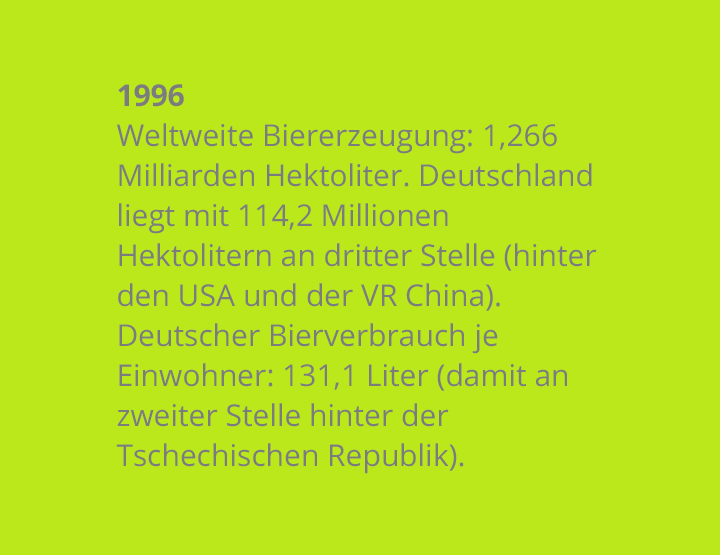 1996
Weltweite Biererzeugung: 1,266
Milliarden Hektoliter. Deutschland
liegt mit 114,2 Millionen
Hektolitern an dritter Stelle (hinter
den USA und der VR China).
Deutscher Bierverbrauch je
Einwohner: 131,1 Liter (damit an
zweiter Stelle hinter der
Tschechischen Republik).